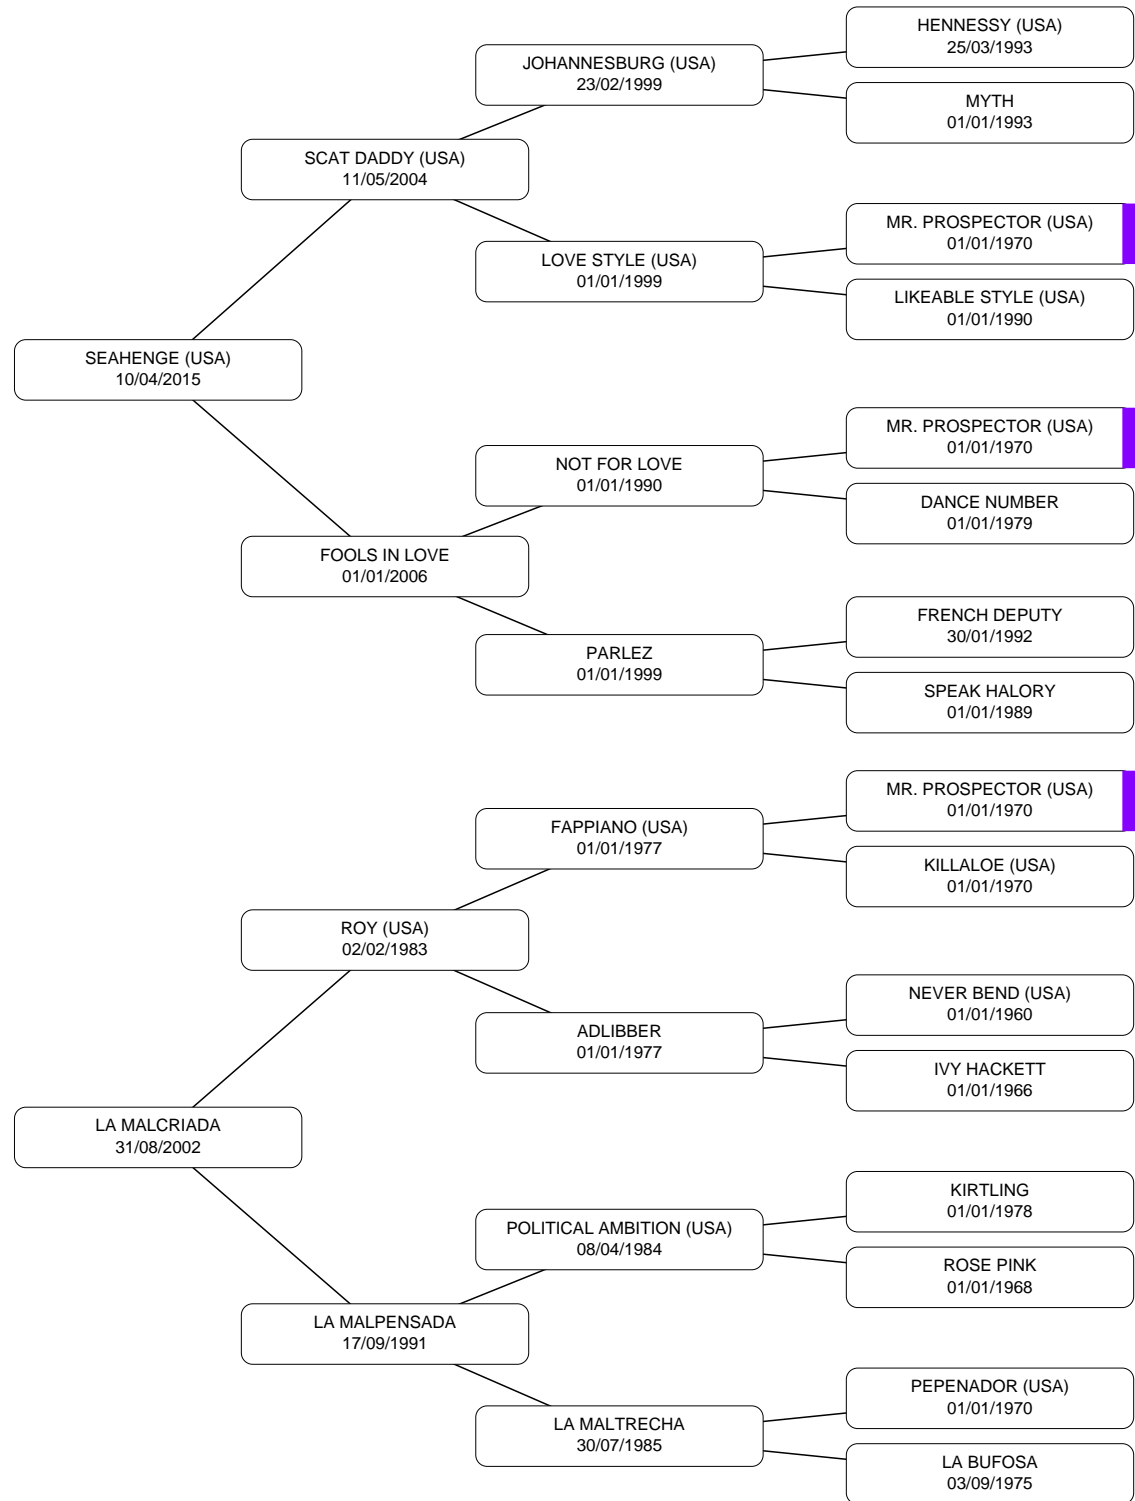 HENNESSY (USA)
25/03/1993
JOHANNESBURG (USA)
23/02/1999
MYTH
01/01/1993
SCAT DADDY (USA)
11/05/2004
MR. PROSPECTOR (USA)
01/01/1970
LOVE STYLE (USA)
01/01/1999
LIKEABLE STYLE (USA)
01/01/1990
SEAHENGE (USA)
10/04/2015
MR. PROSPECTOR (USA)
01/01/1970
NOT FOR LOVE
01/01/1990
DANCE NUMBER
01/01/1979
FOOLS IN LOVE
01/01/2006
FRENCH DEPUTY
30/01/1992
PARLEZ
01/01/1999
SPEAK HALORY
01/01/1989
MR. PROSPECTOR (USA)
01/01/1970
FAPPIANO (USA)
01/01/1977
KILLALOE (USA)
01/01/1970
ROY (USA)
02/02/1983
NEVER BEND (USA)
01/01/1960
ADLIBBER
01/01/1977
IVY HACKETT
01/01/1966
LA MALCRIADA
31/08/2002
KIRTLING
01/01/1978
POLITICAL AMBITION (USA)
08/04/1984
ROSE PINK
01/01/1968
LA MALPENSADA
17/09/1991
PEPENADOR (USA)
01/01/1970
LA MALTRECHA
30/07/1985
LA BUFOSA
03/09/1975